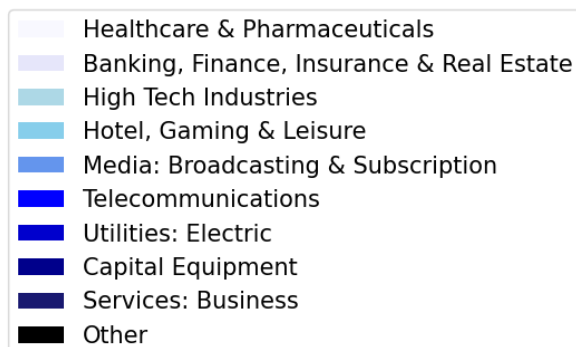 Healthcare & Pharmaceuticals
Banking, Finance, Insurance & Real Estate
High Tech Industries
Hotel, Gaming & Leisure
Media: Broadcasting & Subscription
Telecommunications
Utilities: Electric
Capital Equipment
Services: Business
Other